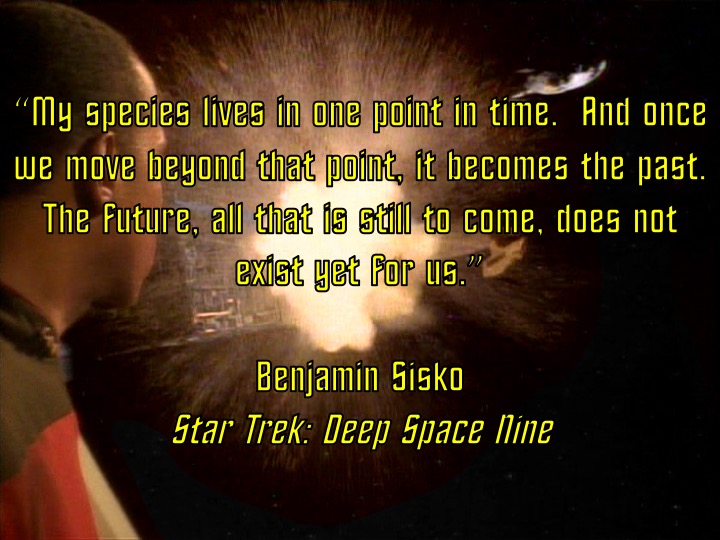 “My species lives in one point in time.  And once
we move beyond that point, it becomes the past.
The future, all that is still to come, does not
exist yet for us.”
Benjamin Sisko
Star Trek: Deep Space Nine